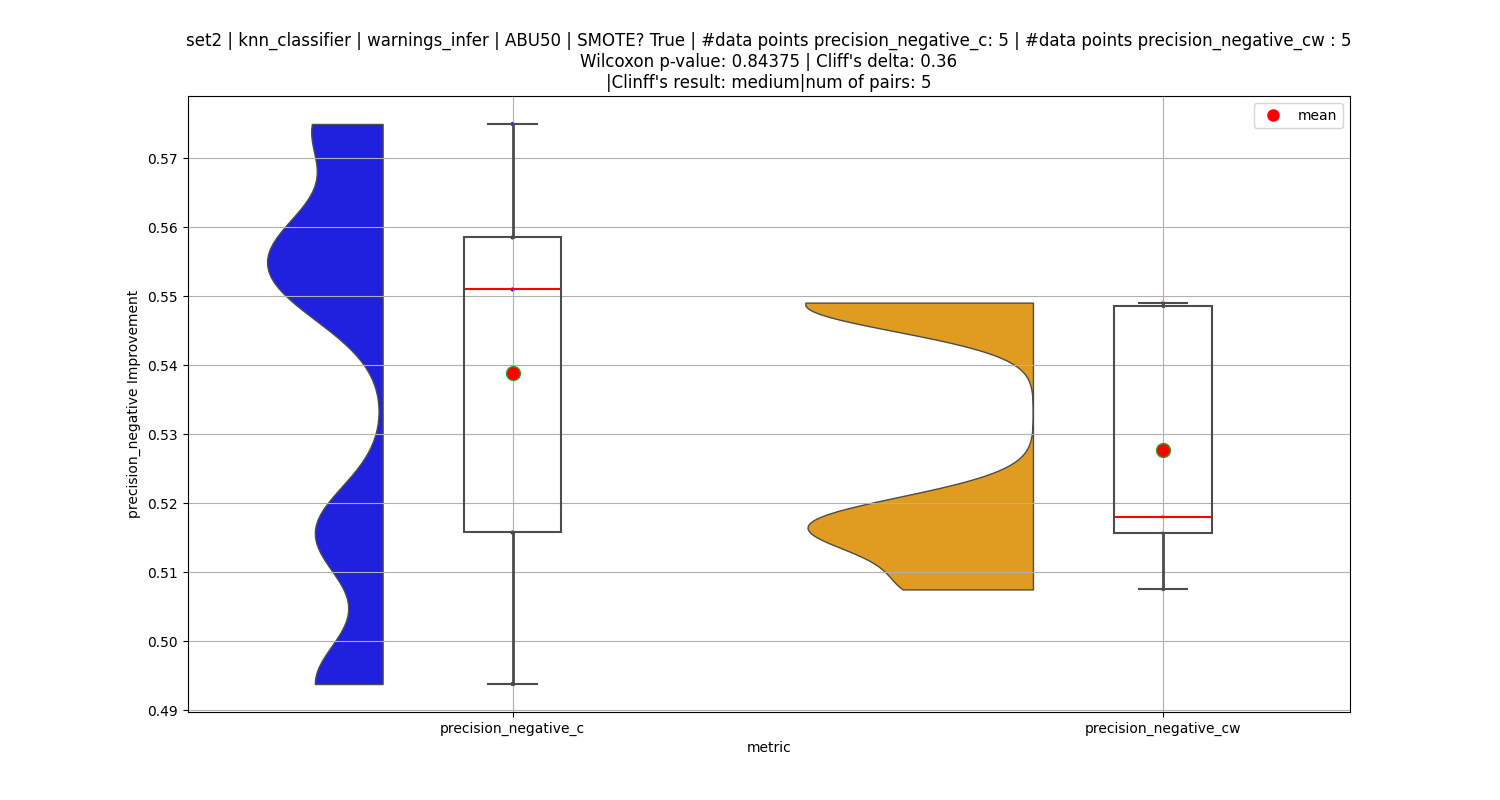 set2 | knn_classifier | warnings_infer | ABU50 | SMOTE? True | #data points precision_negative_c: 5 | #data points precision_negative_cw : 5
Wilcoxon p-value: 0.84375 | Cliff's delta: 0.36
|Clinff's result: medium|num of pairs: 5
mean
0.57
0.56
0.55
0.54
0.53
0.52
0.51
0.50
0.49
precision_negative Improvement
precision_negative_c
precision_negative_cw
metric